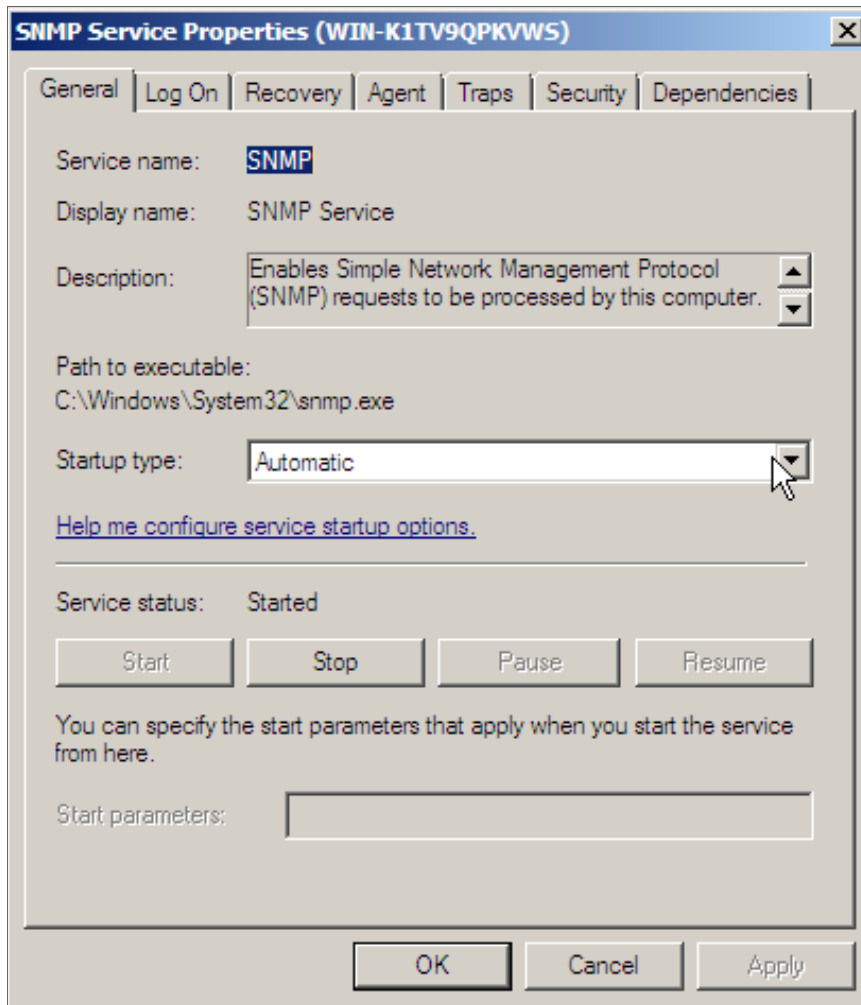 SNMP Service Properties (WIN-K1TV9QPKVWS)
General Log On Recovery Agent Traps Security Dependencies
Service name: SNMP
Display name: SNMP Service
Description: Enables Simple Network Management Protocol
(SNMP) requests to be processed by this computer.
Path to executable:
C:\Windows\System32\snmp.exe
Startup type: Automatic
Help me configure service startup options.
Service status: Started
Start Stop Pause Resume
You can specify the start parameters that apply when you start the service
from here.
Start parameters:
OK Cancel Apply